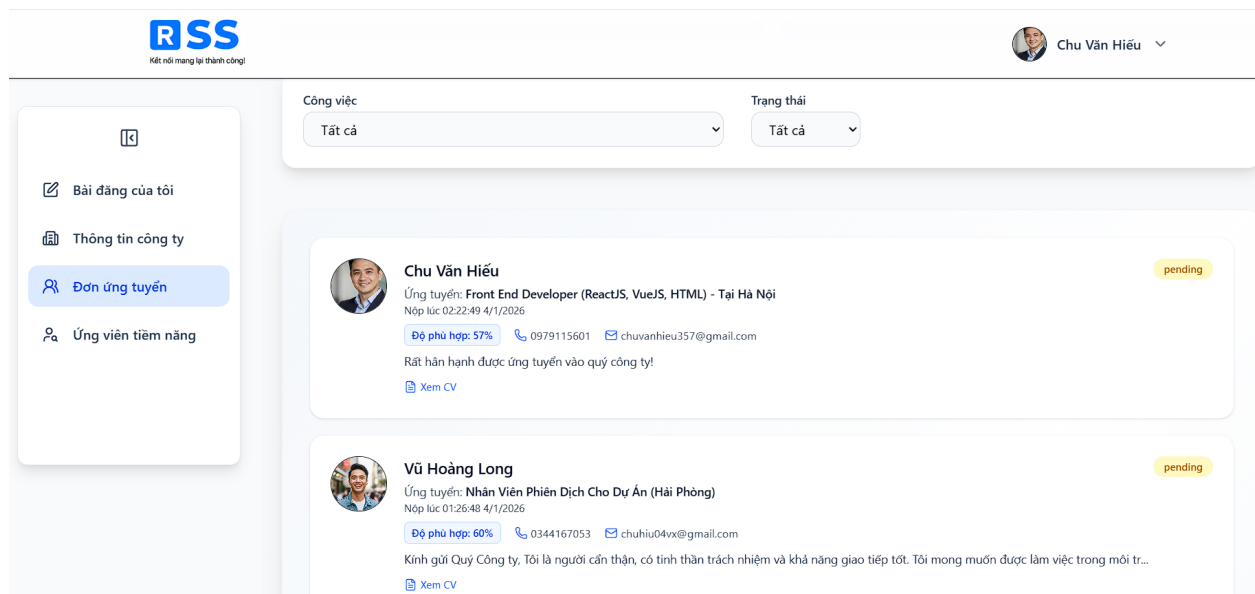 RSS
Kết nối mang lại thành công!
Chu Văn Hiếu
Bài đăng của tôi
Thông tin công ty
Đơn ứng tuyển
Ứng viên tiềm năng
Công việc
Trạng thái
Tất cả
Tất cả
Chu Văn Hiếu
pending
Ứng tuyển: Front End Developer (ReactJS, VueJS, HTML) - Tại Hà Nội
Nộp lúc 02:22:49 4/1/2026
Độ phù hợp: 57% 0979115601 chuvanhieu357@gmail.com
Rất hân hạnh được ứng tuyển vào quý công ty!
Xem CV
Vũ Hoàng Long
pending
Ứng tuyển: Nhân Viên Phiên Dịch Cho Dự Án (Hải Phòng)
Nộp lúc 01:26:48 4/1/2026
Độ phù hợp: 60% 0344167053 chuhiu04vx@gmail.com
Kính gửi Quý Công ty, Tôi là người cẩn thận, có tinh thần trách nhiệm và khả năng giao tiếp tốt. Tôi mong muốn được làm việc trong môi tr...
Xem CV